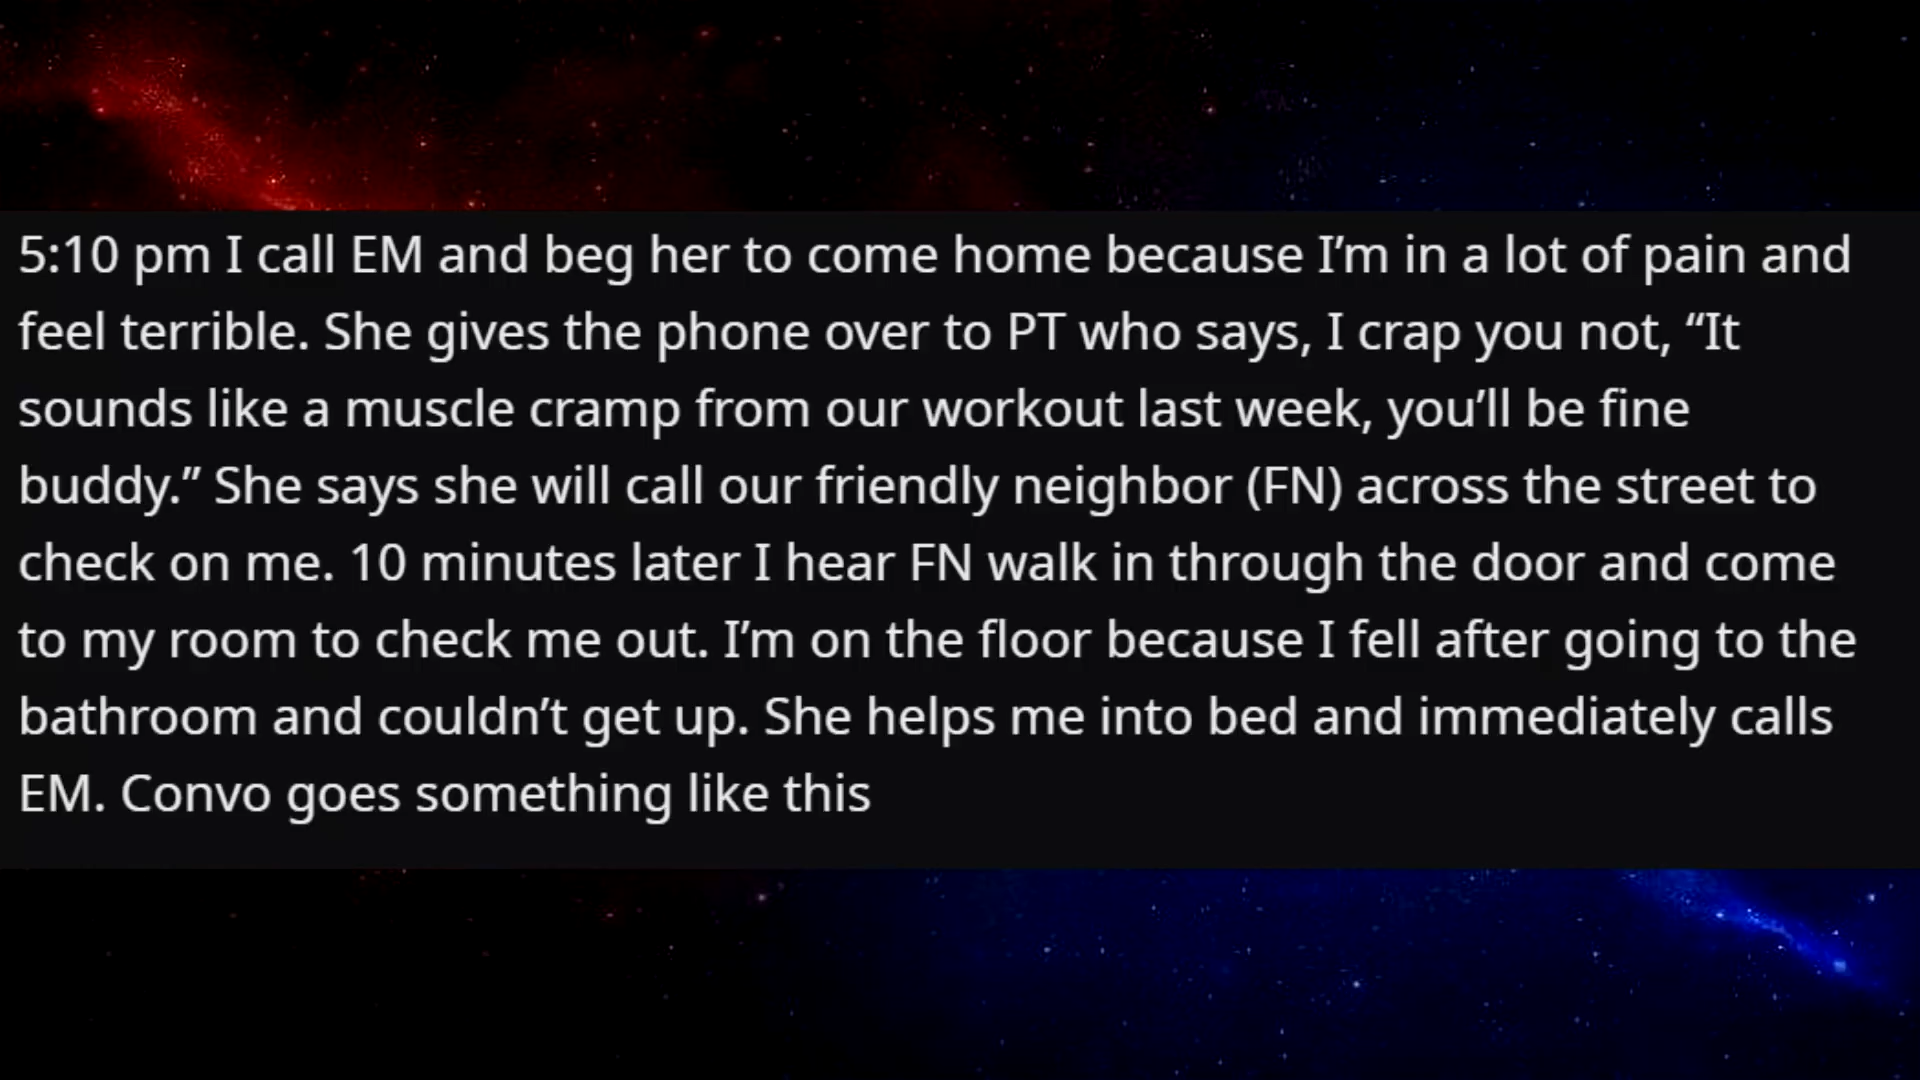 5:10 pm I call EM and beg her to come home because I’m in a lot of pain and
feel terrible. She gives the phone over to PT who says, I crap you not, “It
sounds like a muscle cramp from our workout last week, you’ll be fine
buddy.” She says she will call our friendly neighbor (FN) across the street to
check on me. 10 minutes later I hear FN walk in through the door and come
to my room to check me out. I’m on the floor because I fell after going to the
bathroom and couldn’t get up. She helps me into bed and immediately calls
EM. Convo goes something like this